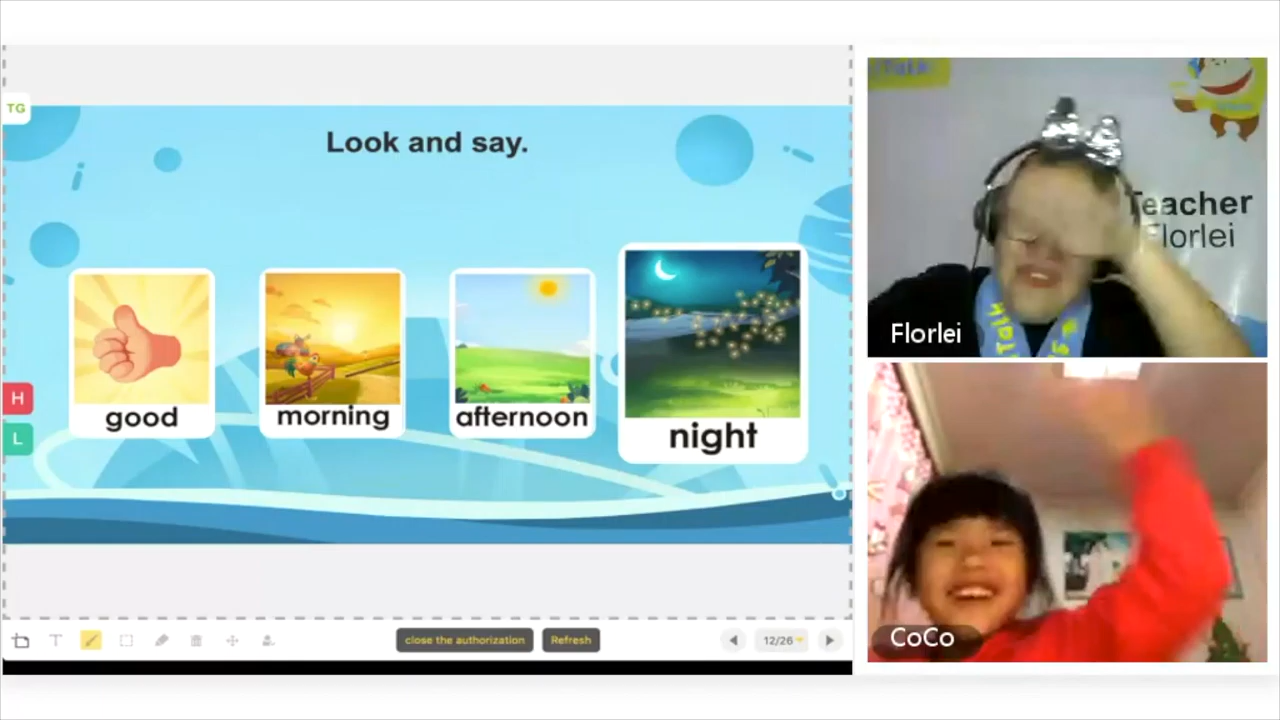 TG
Look and say.
good
morning
afternoon
night
H
L
T
close the authorization
Refresh
12/26
Teacher
Florlei
Florlei
CoCo